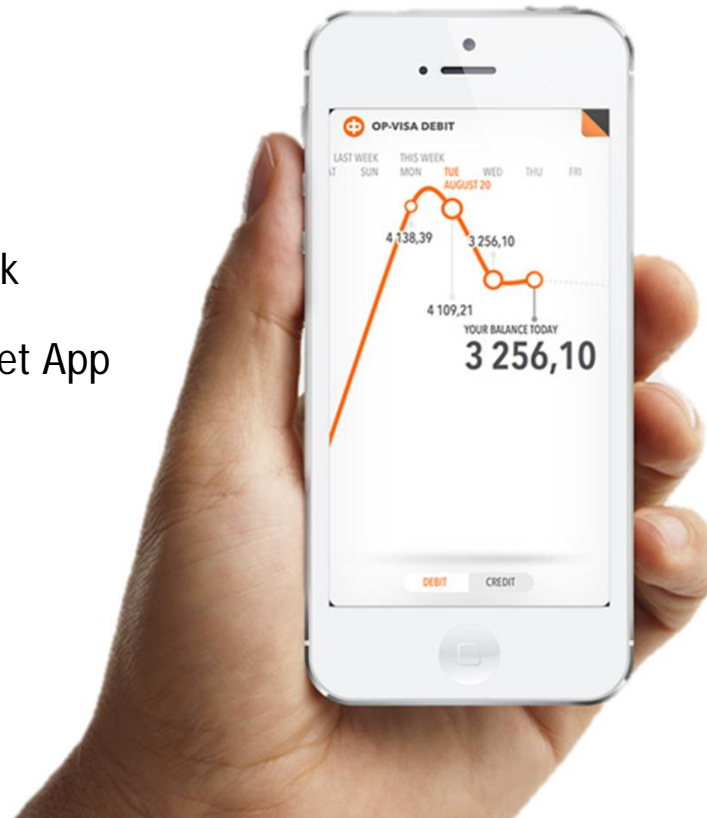 k
et App
OP-VISA DEBIT
LAST WEEK THIS WEEK
SUN MON TUE WED THU FRI
AUGUST 20
4 138,39 3 256,10
4 109,21
YOUR BALANCE TODAY
3 256,10
DEBIT CREDIT